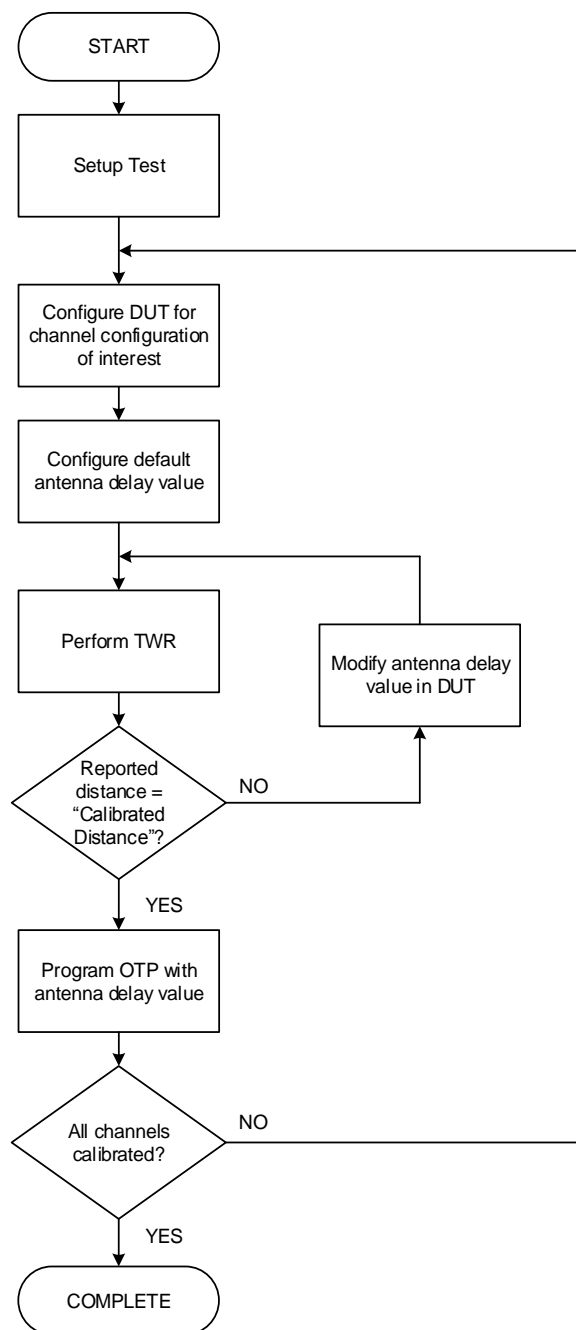 START
Setup Test
Configure DUT for
channel configuration
of interest
Configure default
antenna delay value
Perform TWR
Modify antenna delay
value in DUT
Reported
distance =
“Calibrated
Distance”?
NO
YES
Program OTP with
antenna delay value
All channels
calibrated?
NO
YES
COMPLETE